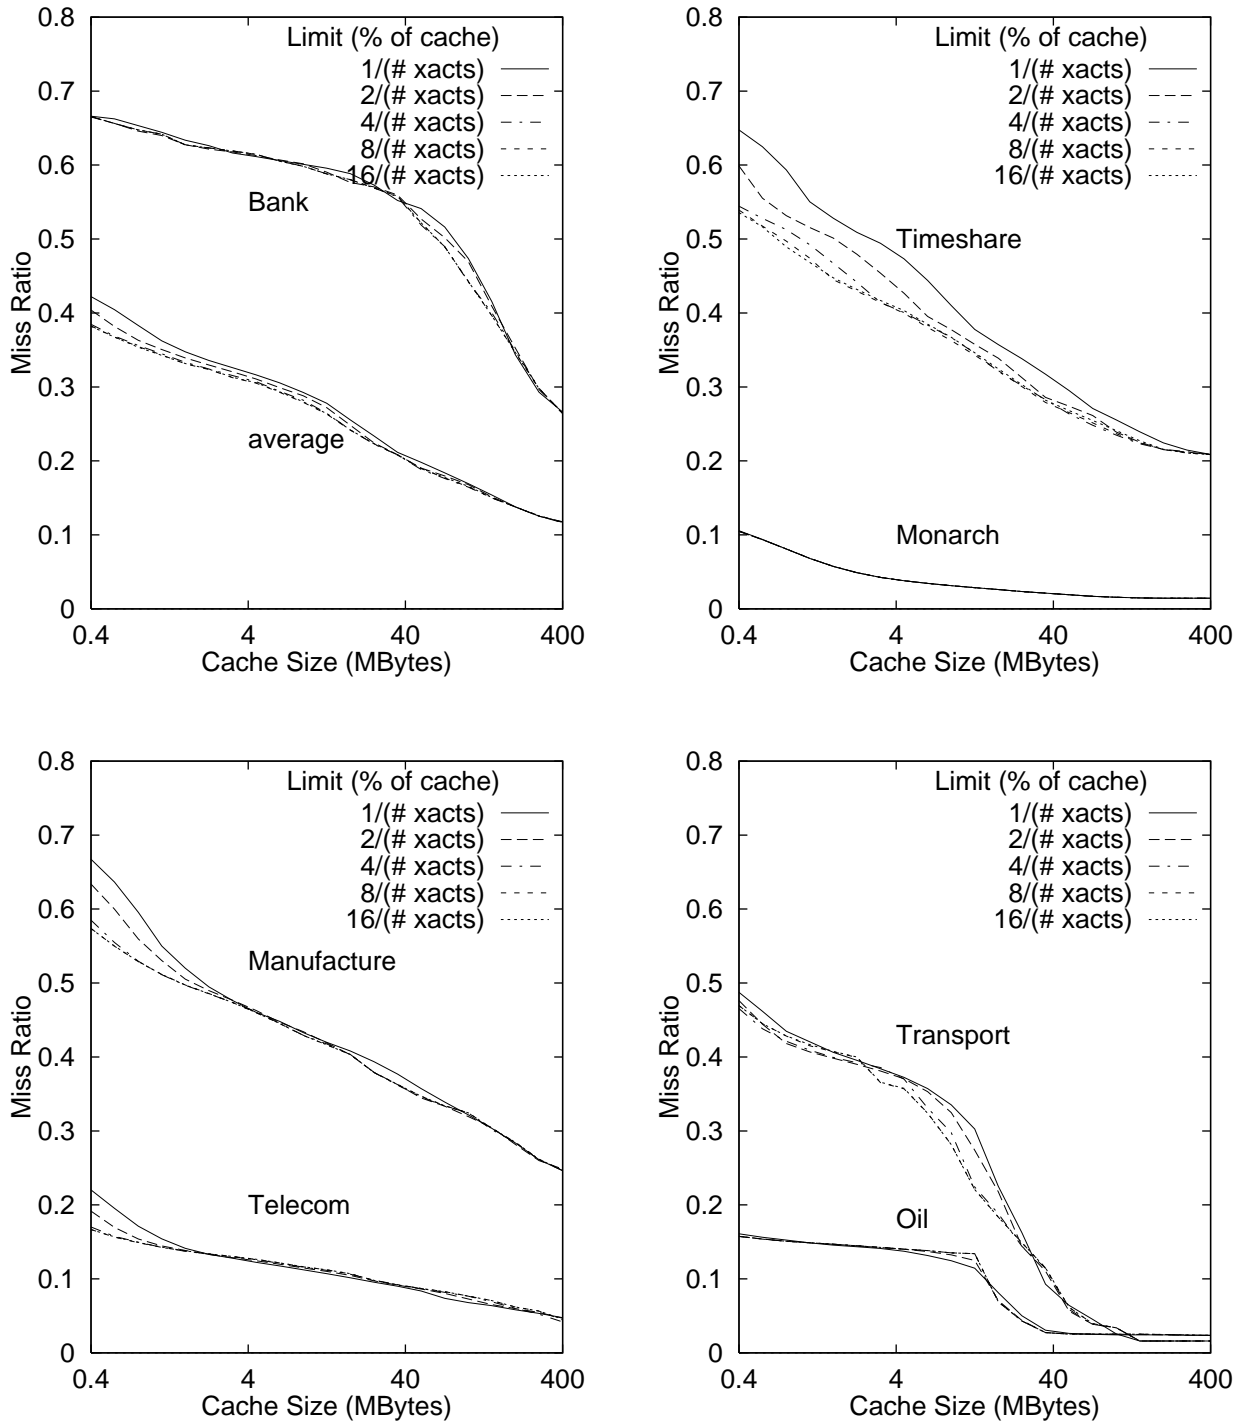 0.8
0.7
0.6
0.5
0.4
0.3
0.2
0.1
0
Miss Ratio
Limit (% of cache)
1/(# xacts)
2/(# xacts)
4/(# xacts)
8/(# xacts)
16/(# xacts)
Bank
average
0.4 4 40 400
Cache Size (MBytes)
0.8
0.7
0.6
0.5
0.4
0.3
0.2
0.1
0
Miss Ratio
Limit (% of cache)
1/(# xacts)
2/(# xacts)
4/(# xacts)
8/(# xacts)
16/(# xacts)
Timeshare
Monarch
0.4 4 40 400
Cache Size (MBytes)
0.8
0.7
0.6
0.5
0.4
0.3
0.2
0.1
0
Miss Ratio
Limit (% of cache)
1/(# xacts)
2/(# xacts)
4/(# xacts)
8/(# xacts)
16/(# xacts)
Manufacture
Telecom
0.4 4 40 400
Cache Size (MBytes)
0.8
0.7
0.6
0.5
0.4
0.3
0.2
0.1
0
Miss Ratio
Limit (% of cache)
1/(# xacts)
2/(# xacts)
4/(# xacts)
8/(# xacts)
16/(# xacts)
Transport
Oil
0.4 4 40 400
Cache Size (MBytes)